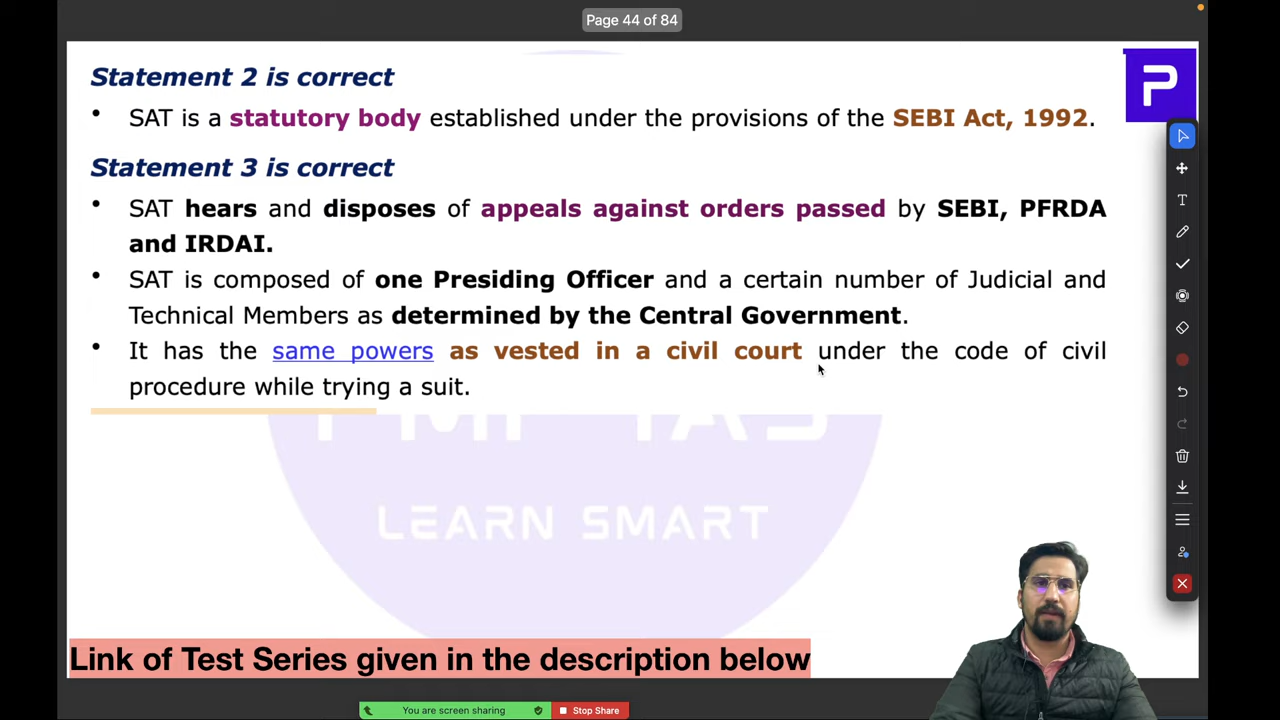 Page 44 of 84
Statement 2 is correct
P
• SAT is a statutory body established under the provisions of the SEBI Act, 1992.
Statement 3 is correct
• SAT hears and disposes of appeals against orders passed by SEBI, PFRDA
and IRDAI.
• SAT is composed of one Presiding Officer and a certain number of Judicial and
Technical Members as determined by the Central Government.
• It has the same powers as vested in a civil court under the code of civil
procedure while trying a suit.
PMF IAS
LEARN SMART
Link of Test Series given in the description below
You are screen sharing
Stop Share